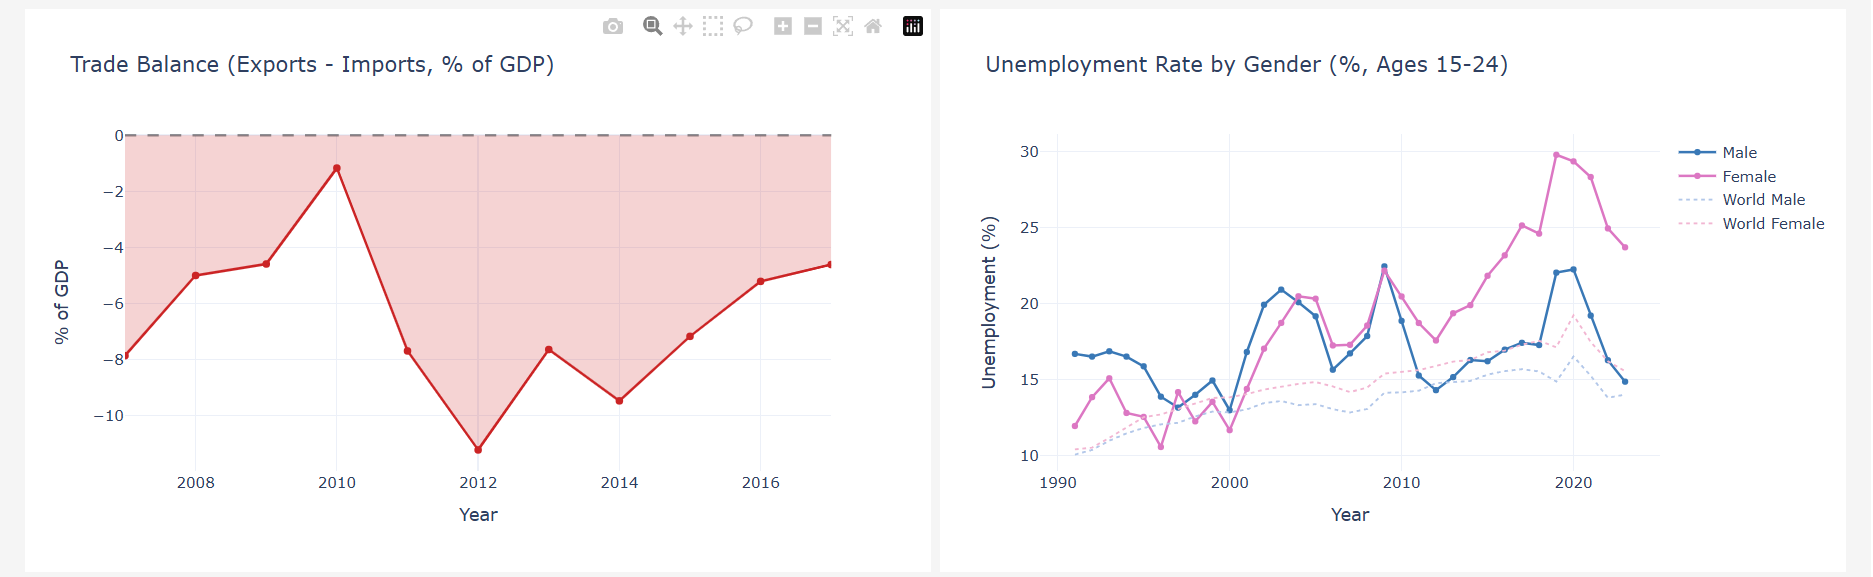 Trade Balance (Exports - Imports, % of GDP)
0
−2
−4
−6
−8
−10
% of GDP
2008
2010
2012
2014
2016
Year
Unemployment Rate by Gender (%, Ages 15-24)
30
25
20
15
10
Unemployment (%)
1990
2000
2010
2020
Year
Male
Female
World Male
World Female